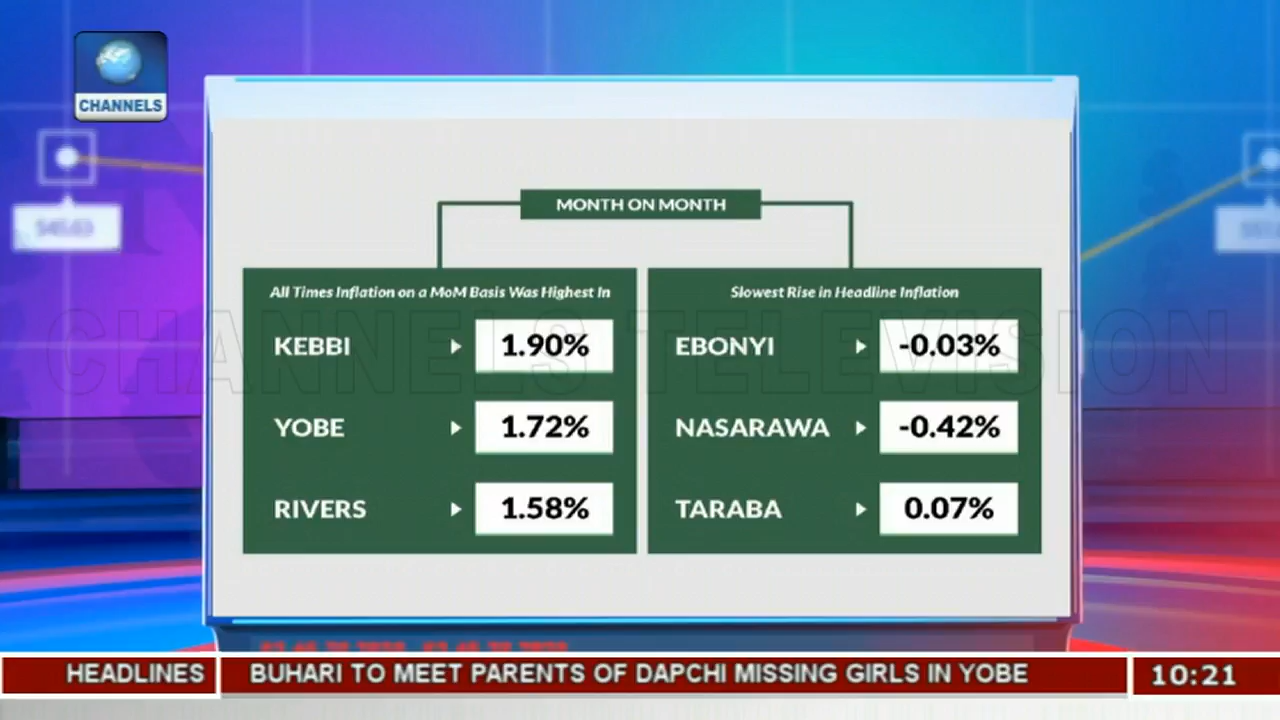 CHANNELS
MONTH ON MONTH
All Times Inflation on a MoM Basis Was Highest In
KEBBI 1.90%
YOBE 1.72%
RIVERS 1.58%
Slowest Rise in Headline Inflation
EBONYI -0.03%
NASARAWA -0.42%
TARABA 0.07%
CHANNELS TELEVISION
HEADLINES BUHARI TO MEET PARENTS OF DAPCHI MISSING GIRLS IN YOBE 10:21